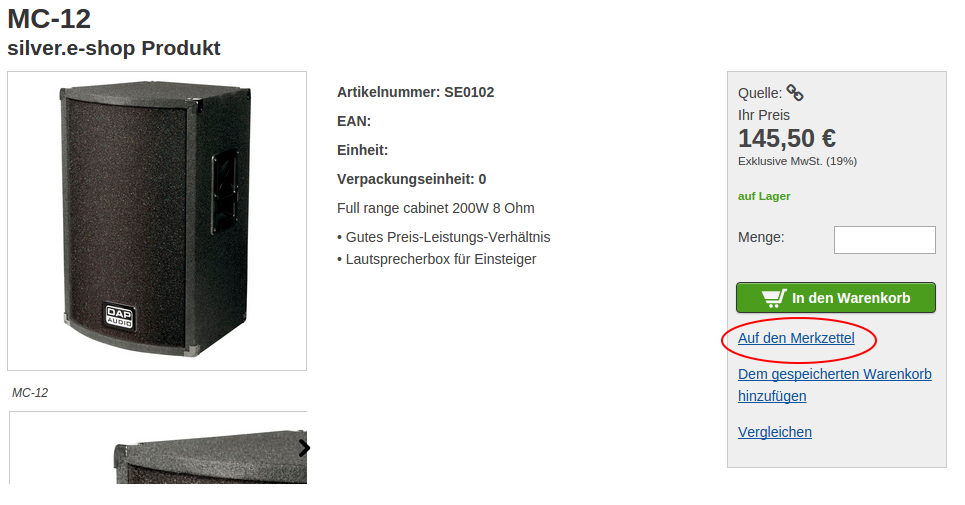 MC-12
silver.e-shop Produkt
DAP
AUDIO
MC-12
Artikelnummer: SE0102
EAN:
Einheit:
Verpackungseinheit: 0
Full range cabinet 200W 8 Ohm
• Gutes Preis-Leistungs-Verhältnis
• Lautsprecherbox für Einsteiger
Quelle:
Ihr Preis
145,50 €
Exklusive MwSt. (19%)
auf Lager
Menge:
In den Warenkorb
Auf den Merkzettel
Dem gespeicherten Warenkorb
hinzufügen
Vergleichen